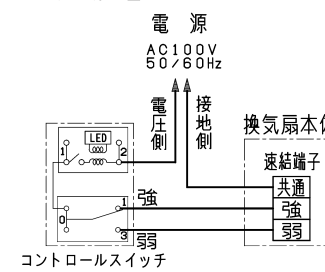 電 源
AC100V
50/60Hz
電圧側
接地側
換気扇本体
LED
1
2
速結端子
共通
0
1
強
強
3
弱
弱
コントロールスイッチ